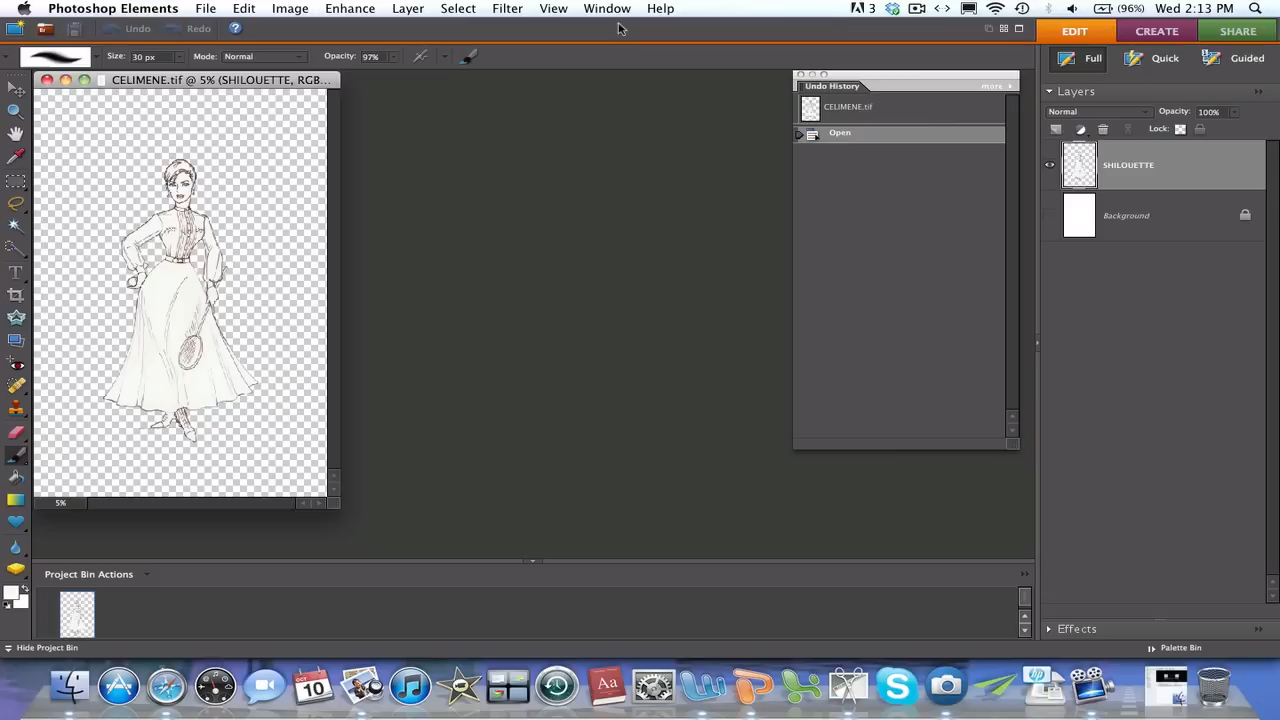 Photoshop Elements File Edit Image Enhance Layer Select Filter View Window Help 3 (96%) Wed 2:13 PM
Undo Redo ? EDIT CREATE SHARE
Size: 30 px Mode: Normal Opacity: 97% Full Quick Guided
CELIMENE.tif @ 5% (SHILOUETTE, RGB...
Undo History more
CELIMENE.tif
Open
Layers
Normal Opacity: 100%
Lock:
SHILOUETTE
Background
T
5%
Project Bin Actions
Effects
Hide Project Bin
Palette Bin
OCT
10
Aa
W P X S